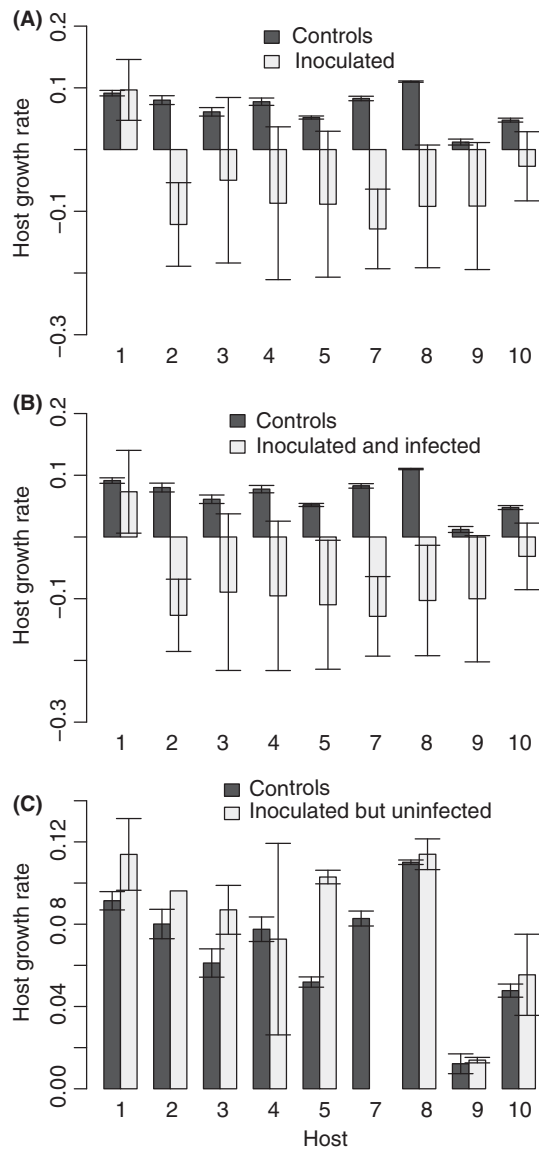 (A)
0.2
0.1
−0.1
−0.3
Host growth rate
Controls
Inoculated
1 2 3 4 5 7 8 9 10
(B)
0.2
0.1
−0.1
−0.3
Host growth rate
Controls
Inoculated and infected
1 2 3 4 5 7 8 9 10
(C)
0.12
0.08
0.04
0.00
Host growth rate
Controls
Inoculated but uninfected
1 2 3 4 5 7 8 9 10
Host